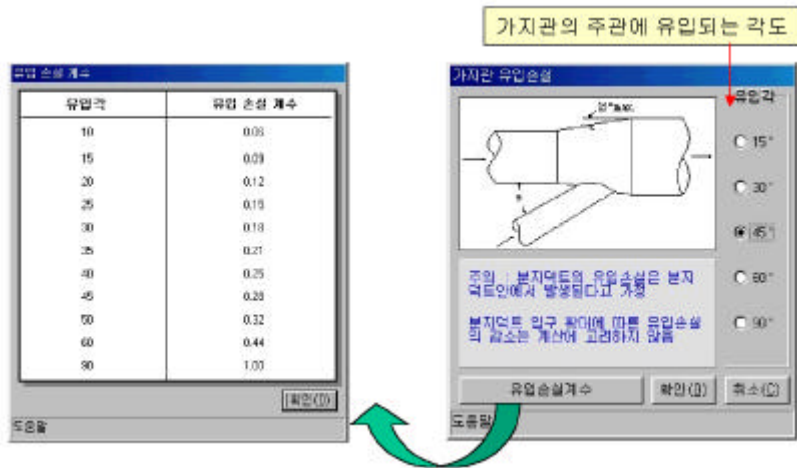 가지관의 주관에 유입되는 각도
유입 손실 계수
유입각 유입 손실 계수
10 0.06
15 0.09
20 0.12
25 0.15
30 0.18
35 0.21
40 0.25
45 0.28
50 0.32
60 0.44
90 1.00
확인(O)
도움말
가지관 유입손실
유입각
15°
30°
45°
60°
90°
주의 : 분지덕트의 유입손실은 분지
덕트안에서 발생된다고 가정
분지덕트 입구 확대에 따른 유입손실
의 감소는 계산에 고려하지 않음
유입손실계수 확인(O) 취소(C)
도움말